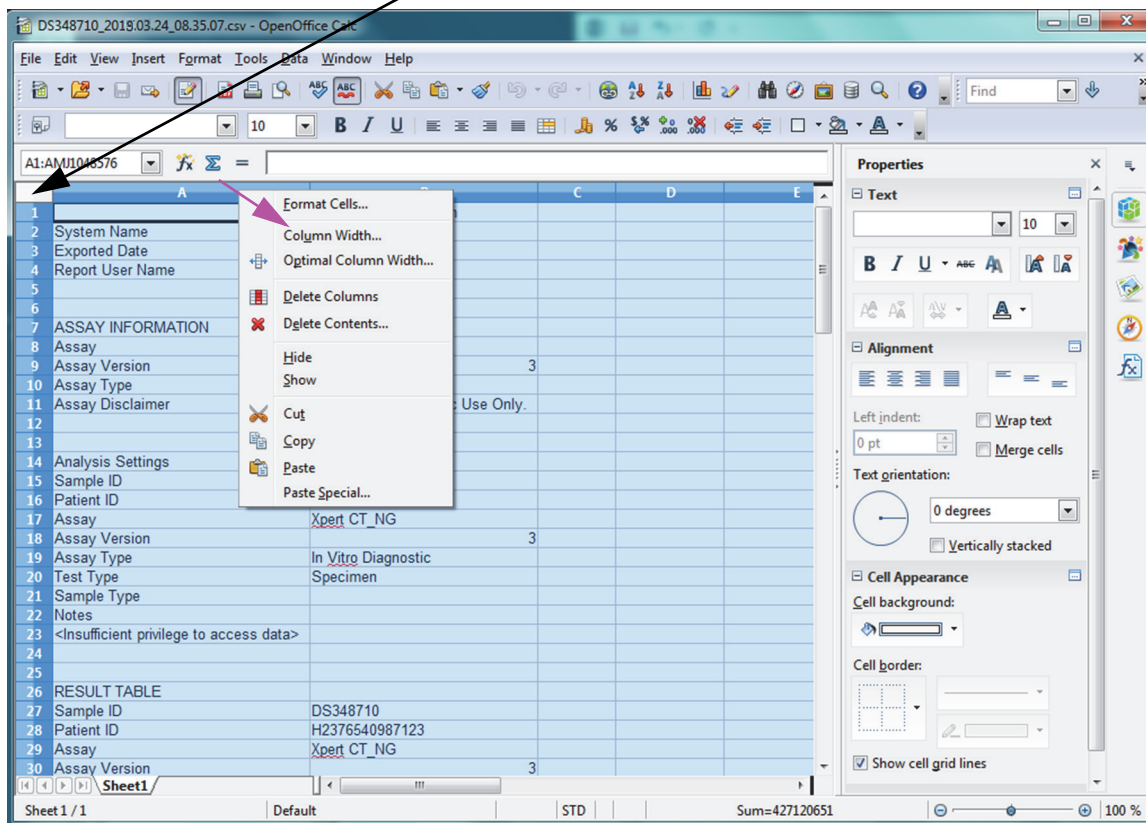 DS348710_2019.03.24_08.35.07.csv - OpenOffice Calc
File Edit View Insert Format Tools Data Window Help
ABC ABC Find
10 B I U
A1:AMJ1048576 fx Σ =
A C D E
1
2 System Name
3 Exported Date
4 Report User Name
5
6
7 ASSAY INFORMATION
8 Assay
9 Assay Version 3
10 Assay Type
11 Assay Disclaimer Use Only.
12
13
14 Analysis Settings
15 Sample ID
16 Patient ID
17 Assay Xpert CT_NG
18 Assay Version 3
19 Assay Type In Vitro Diagnostic
20 Test Type Specimen
21 Sample Type
22 Notes
23 <Insufficient privilege to access data>
24
25
26 RESULT TABLE
27 Sample ID DS348710
28 Patient ID H2376540987123
29 Assay Xpert CT_NG
30 Assay Version 3
Format Cells...
Column Width...
Optimal Column Width...
Delete Columns
Delete Contents...
Hide
Show
Cut
Copy
Paste
Paste Special...
Properties
Text
10
B I U ABC
Alignment
Left indent:
0 pt
Wrap text
Merge cells
Text orientation:
0 degrees
Vertically stacked
Cell Appearance
Cell background:
Cell border:
Show cell grid lines
Sheet1
Sheet 1 / 1 Default STD Sum=427120651 100 %